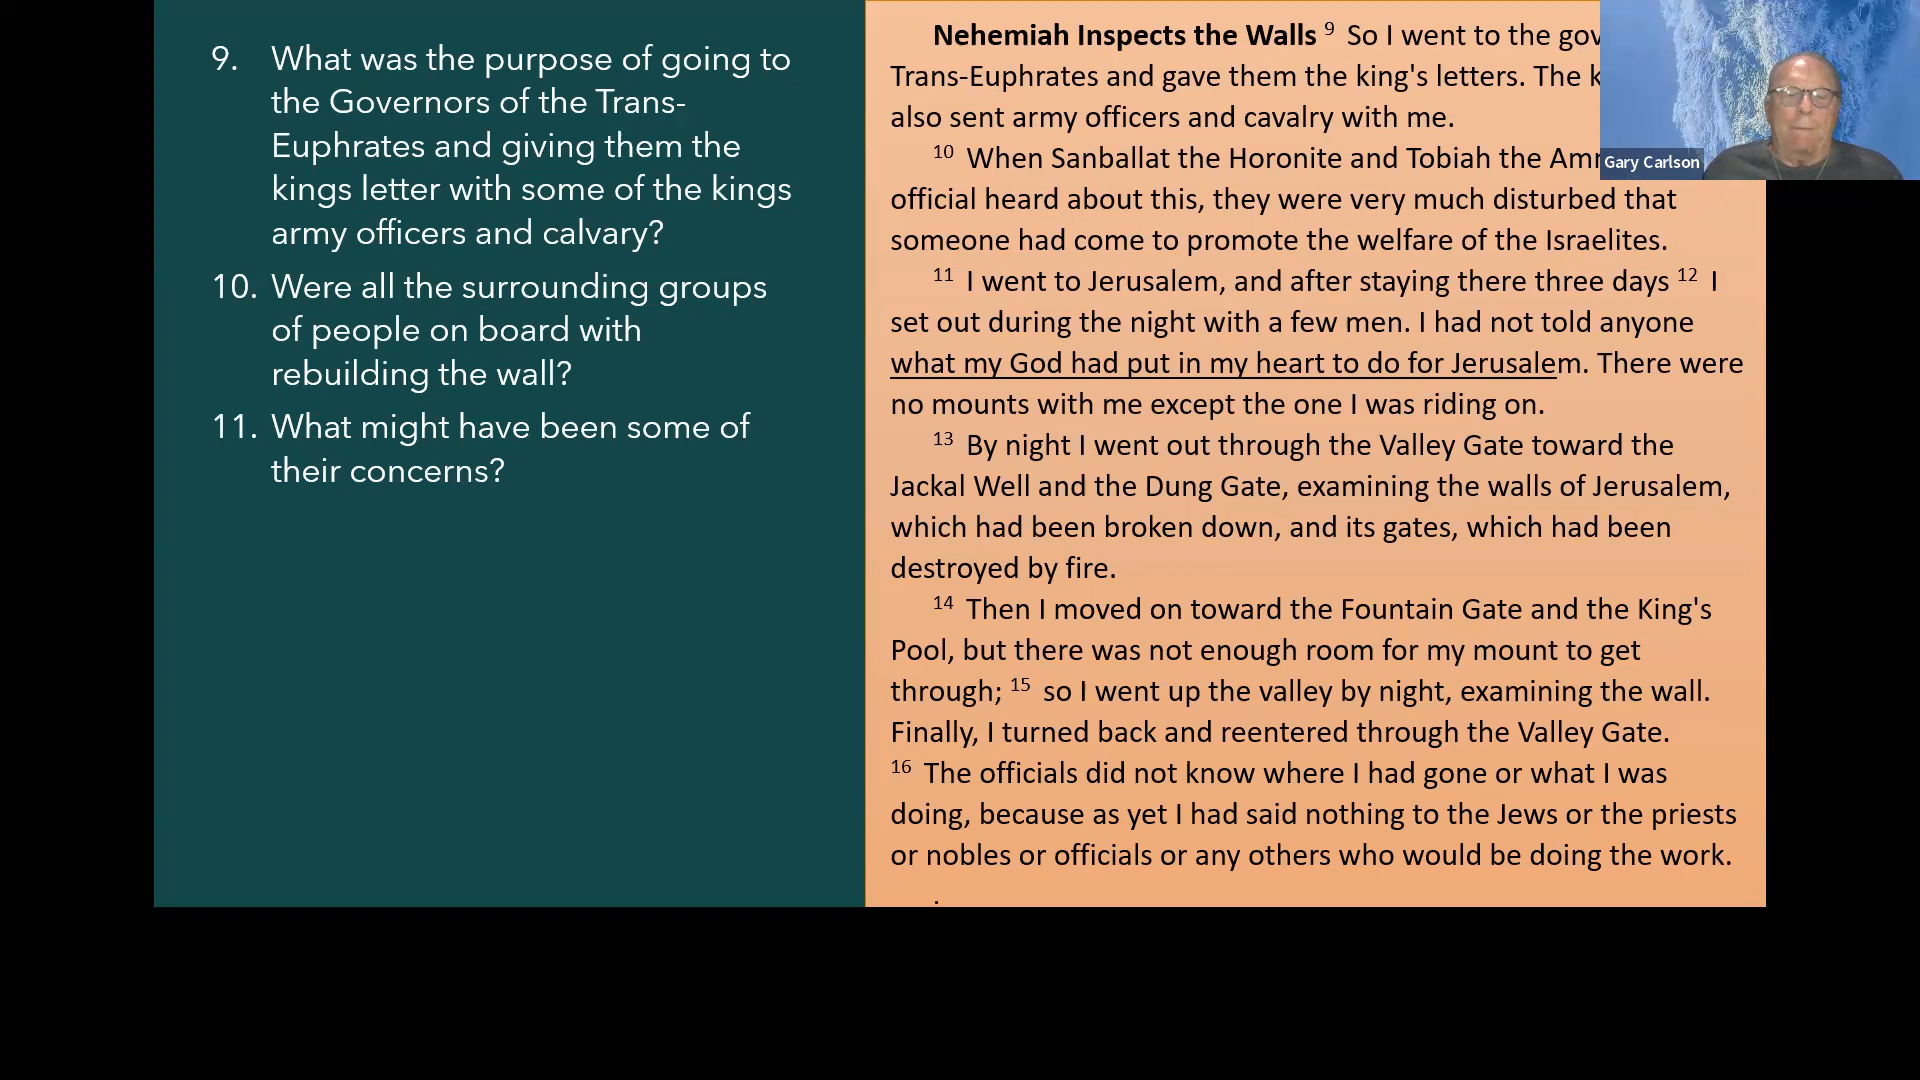 9. What was the purpose of going to
the Governors of the Trans-
Euphrates and giving them the
kings letter with some of the kings
army officers and calvary?
10. Were all the surrounding groups
of people on board with
rebuilding the wall?
11. What might have been some of
their concerns?
Nehemiah Inspects the Walls 9 So I went to the
Trans-Euphrates and gave them the king's letters. The
also sent army officers and cavalry with me.
10 When Sanballat the Horonite and Tobiah the
official heard about this, they were very much disturbed that
someone had come to promote the welfare of the Israelites.
11 I went to Jerusalem, and after staying there three days 12 I
set out during the night with a few men. I had not told anyone
what my God had put in my heart to do for Jerusalem. There were
no mounts with me except the one I was riding on.
13 By night I went out through the Valley Gate toward the
Jackal Well and the Dung Gate, examining the walls of Jerusalem,
which had been broken down, and its gates, which had been
destroyed by fire.
14 Then I moved on toward the Fountain Gate and the King's
Pool, but there was not enough room for my mount to get
through; 15 so I went up the valley by night, examining the wall.
Finally, I turned back and reentered through the Valley Gate.
16 The officials did not know where I had gone or what I was
doing, because as yet I had said nothing to the Jews or the priests
or nobles or officials or any others who would be doing the work.
.
Gary Carlson